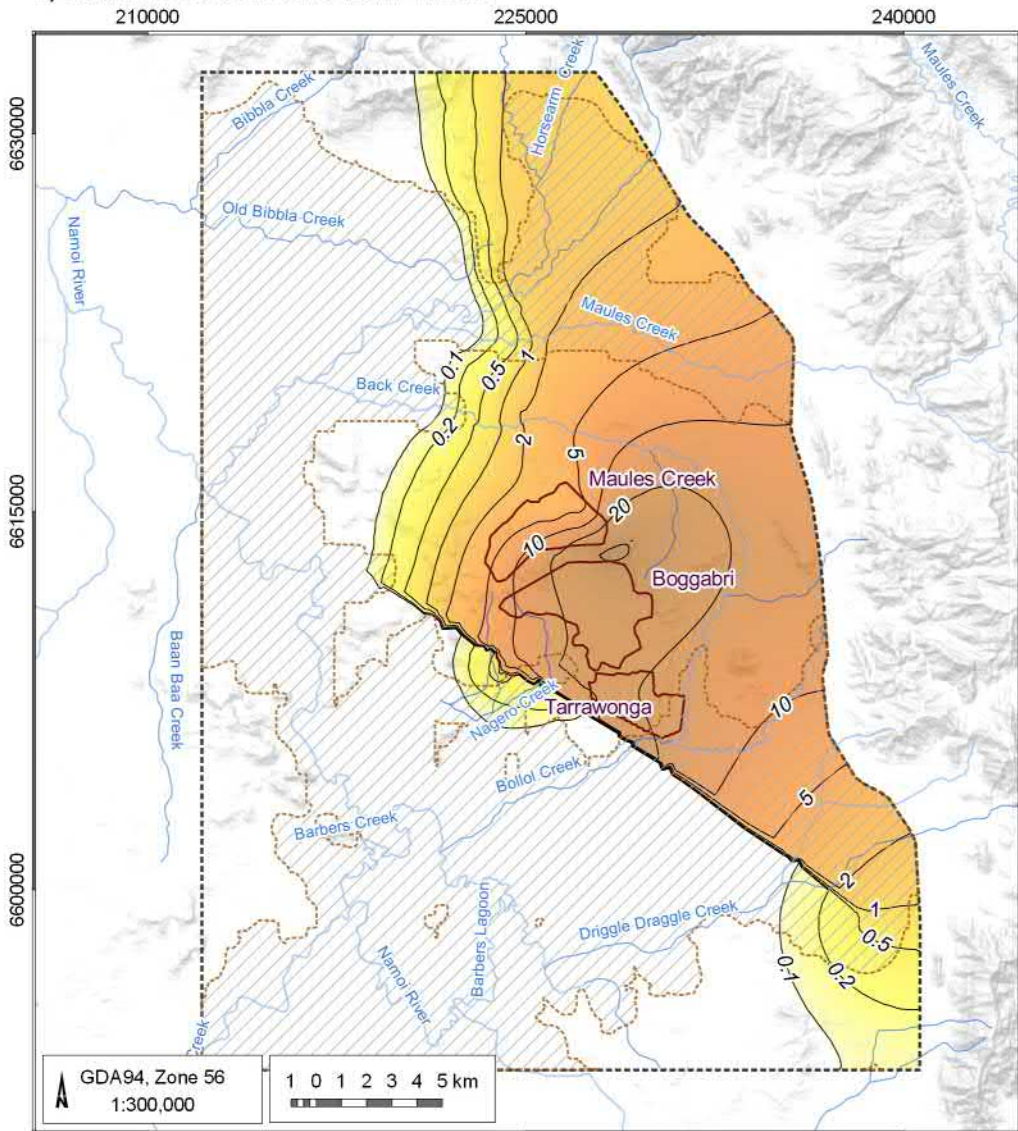 210000
225000
240000
6630000
6615000
6600000
Bibbla Creek
Horsearm Creek
Maules Creek
Old Bibbla Creek
Namoi River
Maules Creek
0.1
0.5
1
Back Creek
0.2
2
5
Maules Creek
20
10
Boggabri
Baan Baa Creek
Nagero Creek
Tarrawonga
10
Bollol Creek
5
Barbers Creek
2
1
Barbers Lagoon
Driggle Draggle Creek
0.5
0.1
0.2
Namoi River
Creek
GDA94, Zone 56
1:300,000
1 0 1 2 3 4 5 km